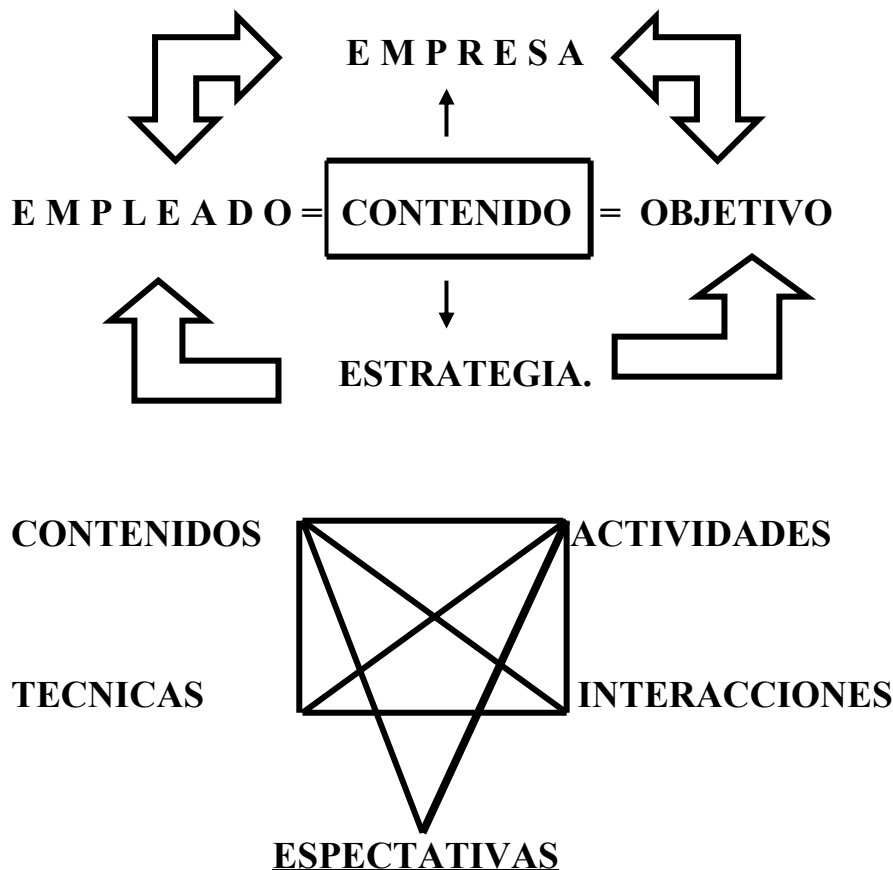 E M P R E S A
E M P L E A D O = CONTENIDO = OBJETIVO
ESTRATEGIA.
CONTENIDOS ACTIVIDADES
TECNICAS INTERACCIONES
ESPECTATIVAS